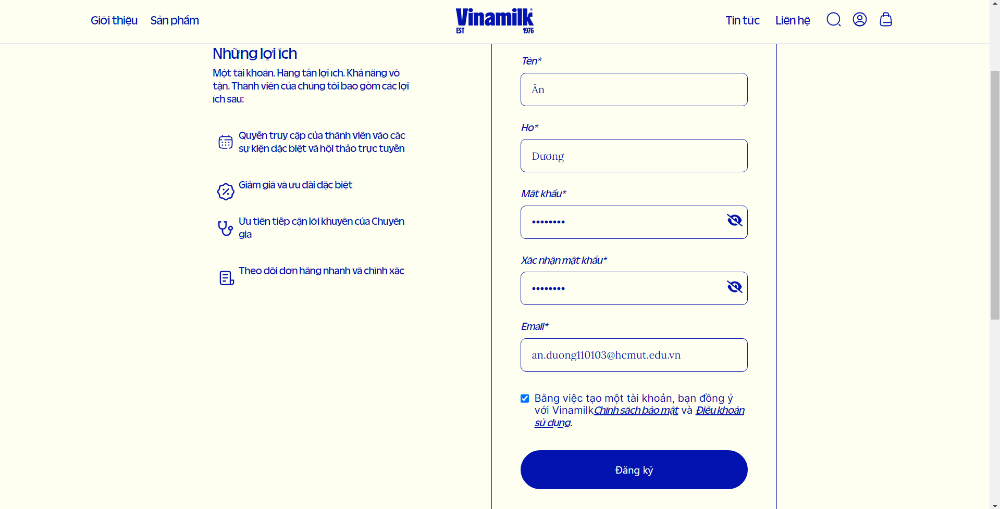 Giới thiệu
Sản phẩm
Vinamilk
EST
1976
Tin tức
Liên hệ
Những lợi ích
Một tài khoản. Hàng tấn lợi ích. Khả năng vô
tận. Thành viên của chúng tôi bao gồm các lợi
ích sau:
Quyền truy cập của thành viên vào các
sự kiện đặc biệt và hội thảo trực tuyến
Giảm giá và ưu đãi đặc biệt
Ưu tiên tiếp cận lời khuyên của Chuyên
gia
Theo dõi đơn hàng nhanh và chính xác
Tên*
Ân
Họ*
Dương
Mật khẩu*
••••••••
Xác nhận mật khẩu*
••••••••
Email*
an.duong110103@hcmut.edu.vn
Bằng việc tạo một tài khoản, bạn đồng ý
với VinamilkChính sách bảo mật và Điều khoản
sử dụng.
Đăng ký